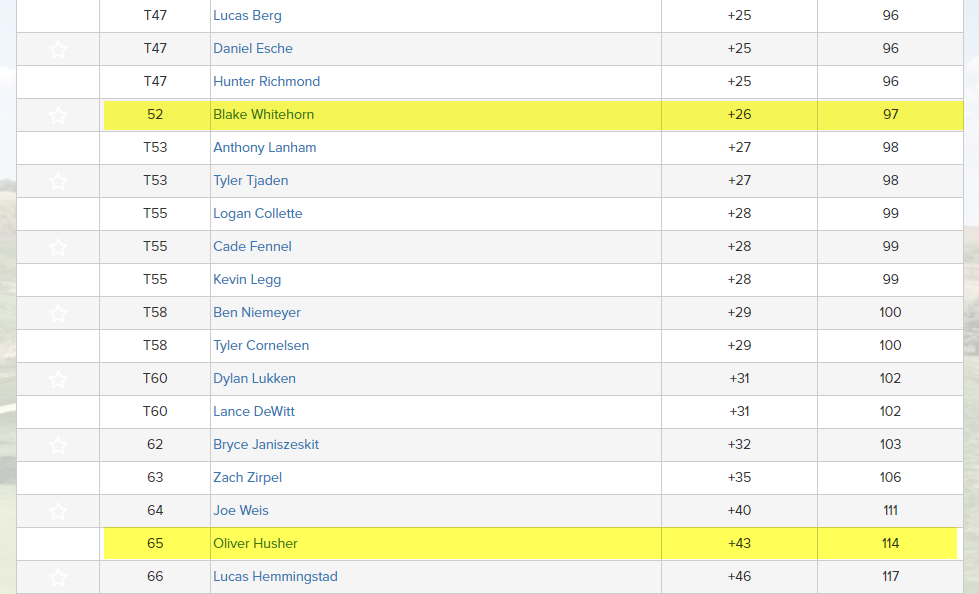 T47 Lucas Berg +25 96
T47 Daniel Esche +25 96
T47 Hunter Richmond +25 96
52 Blake Whitehorn +26 97
T53 Anthony Lanham +27 98
T53 Tyler Tjaden +27 98
T55 Logan Collette +28 99
T55 Cade Fennel +28 99
T55 Kevin Legg +28 99
T58 Ben Niemeyer +29 100
T58 Tyler Cornelsen +29 100
T60 Dylan Lukken +31 102
T60 Lance DeWitt +31 102
62 Bryce Janiszeskit +32 103
63 Zach Zirpel +35 106
64 Joe Weis +40 111
65 Oliver Husher +43 114
66 Lucas Hemmingstad +46 117